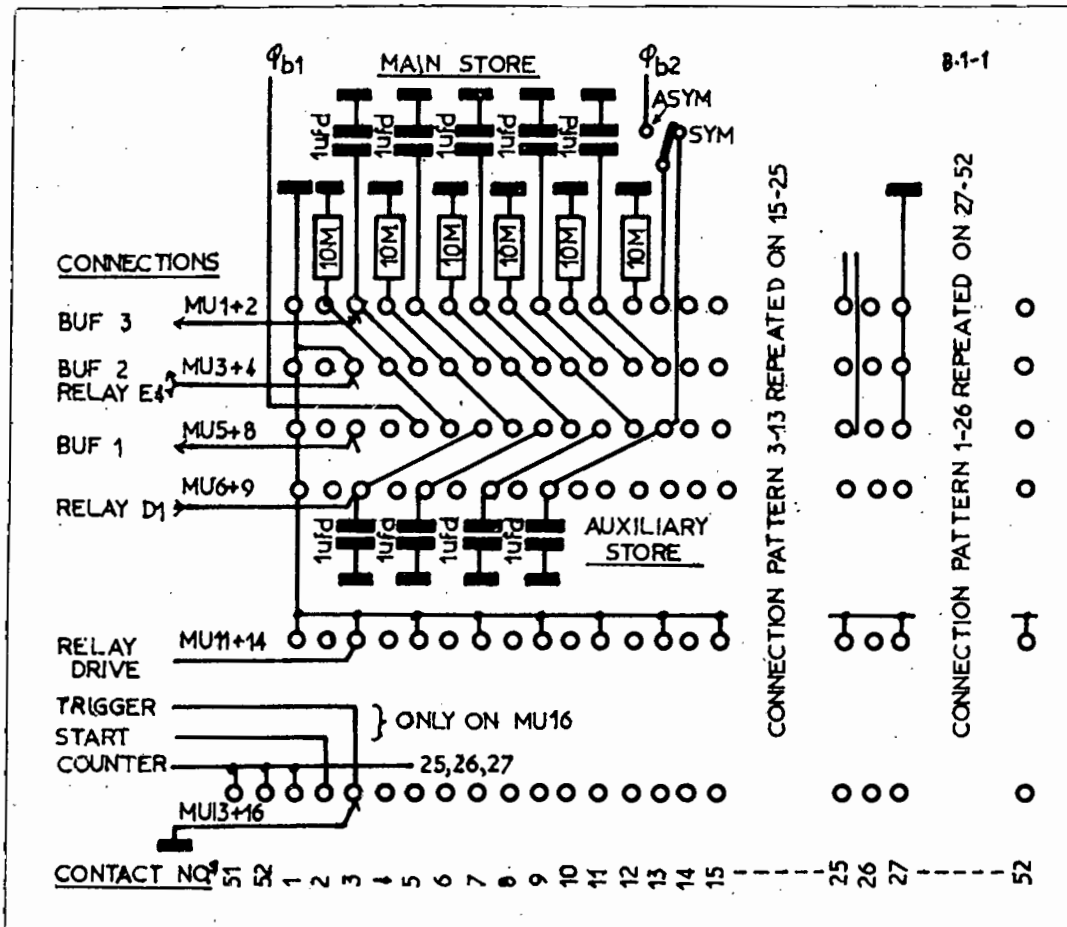 8·1-1
φb1
MAIN STORE
φb2
ASYM
SYM
1ufd 1ufd 1ufd 1ufd 1ufd
10M 10M 10M 10M 10M 10M
CONNECTIONS
BUF 3 MU1+2
BUF 2 MU3+4
RELAY E4
BUF 1 MU5+8
RELAY D1 MU6+9
1ufd 1ufd 1ufd 1ufd
AUXILIARY
STORE
RELAY
DRIVE
MU11+14
TRIGGER
START
} ONLY ON MU16
COUNTER 25,26,27
MU13+16
CONTACT NOs 51 52 1 2 3 4 5 6 7 8 9 10 11 12 13 14 15 ------ 25 26 27 ------ 52
CONNECTION PATTERN 3-13 REPEATED ON 15-25
CONNECTION PATTERN 1-26 REPEATED ON 27-52